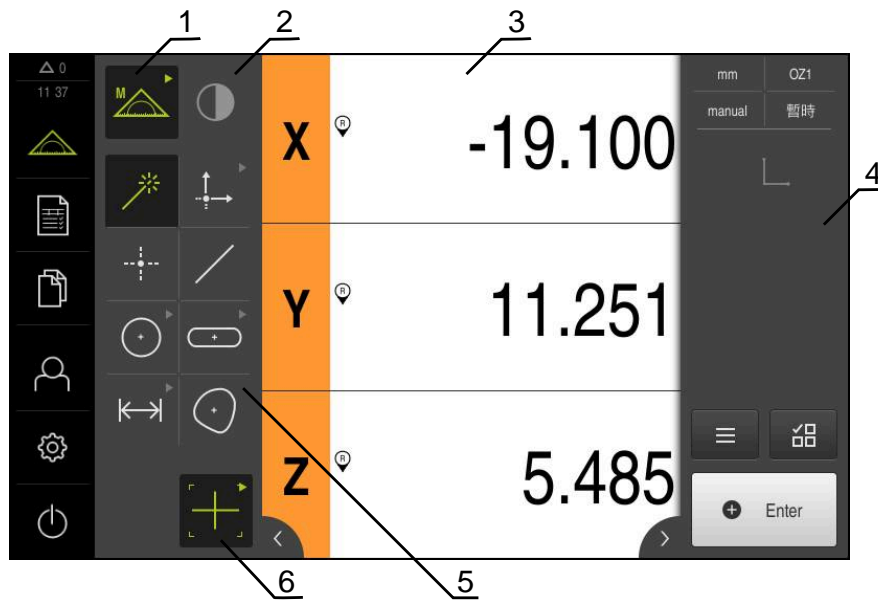 1 2 3
△ 0
11 37
M
mm OZ1
manual 暫時
X R -19.100
4
Y R 11.251
Z R 5.485
Enter
6 5